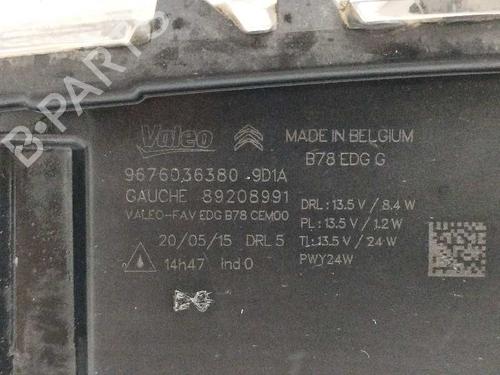 B-PARTS
Valeo
MADE IN BELGIUM
B78 EDG G
9676036380 9D1A
GAUCHE 89208991
VALEO-FAV EDG B78 CEM00
DRL : 13.5 V / 8.4 W
PL : 13.5 V / 1.2 W
TL : 13.5 V / 24 W
PWY24W
20/05/15 DRL 5
14h47 Ind 0